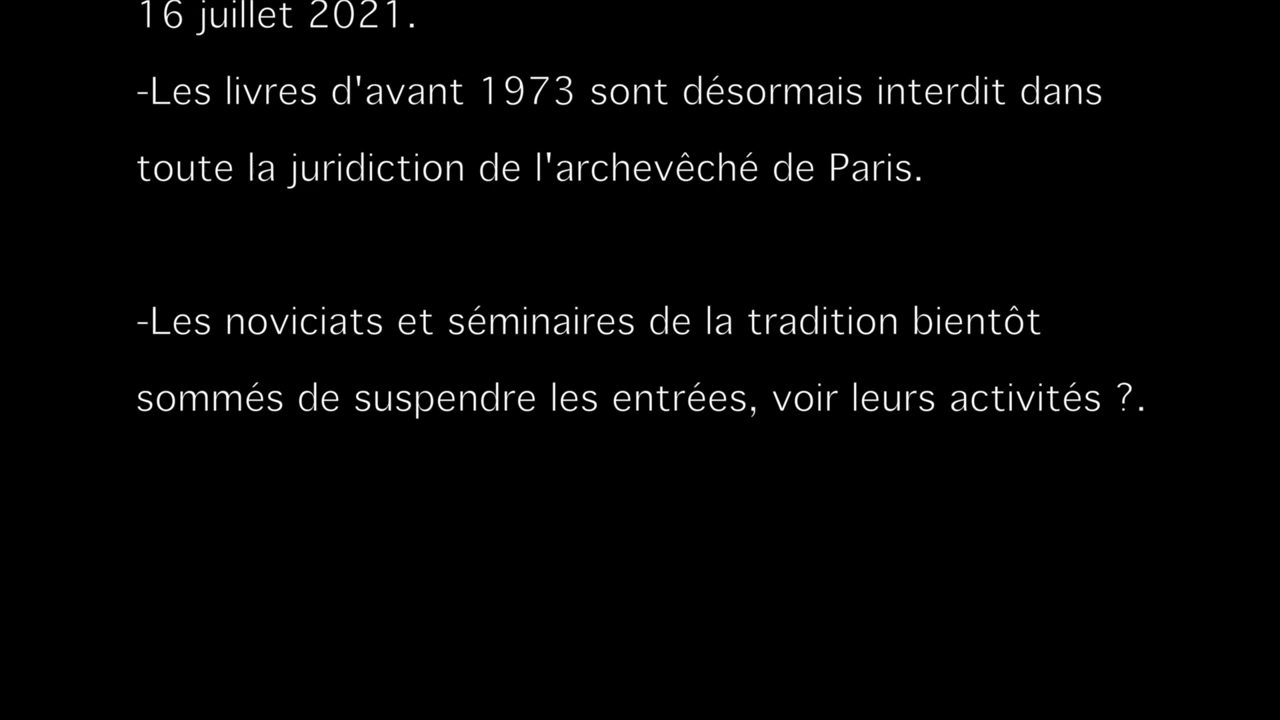 16 juillet 2021.
-Les livres d'avant 1973 sont désormais interdit dans
toute la juridiction de l'archevêché de Paris.
-Les noviciats et séminaires de la tradition bientôt
sommés de suspendre les entrées, voir leurs activités ?.